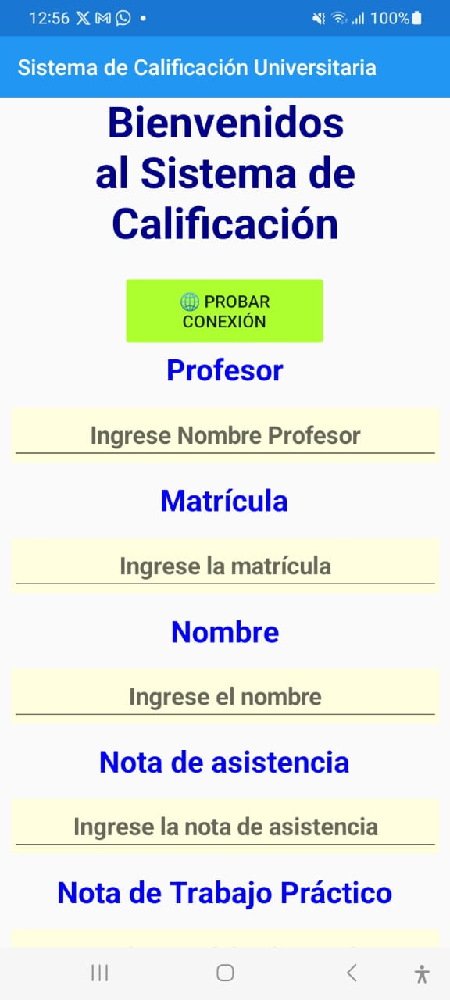 12:56
100%
Sistema de Calificación Universitaria
Bienvenidos
al Sistema de
Calificación
PROBAR
CONEXIÓN
Profesor
Ingrese Nombre Profesor
Matrícula
Ingrese la matrícula
Nombre
Ingrese el nombre
Nota de asistencia
Ingrese la nota de asistencia
Nota de Trabajo Práctico